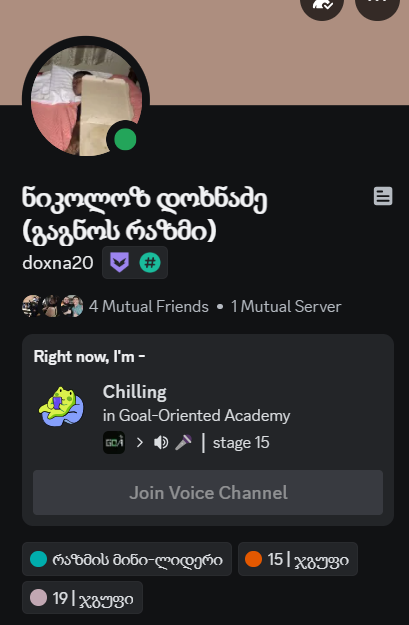 ნიკოლოზ დოხნაძე
(გაგნოს რაზმი)
doxna20
4 Mutual Friends • 1 Mutual Server
Right now, I'm -
Chilling
in Goal-Oriented Academy
GOA > | stage 15
Join Voice Channel
რაზმის მინი-ლიდერი
15 | ჯგუფი
19 | ჯგუფი